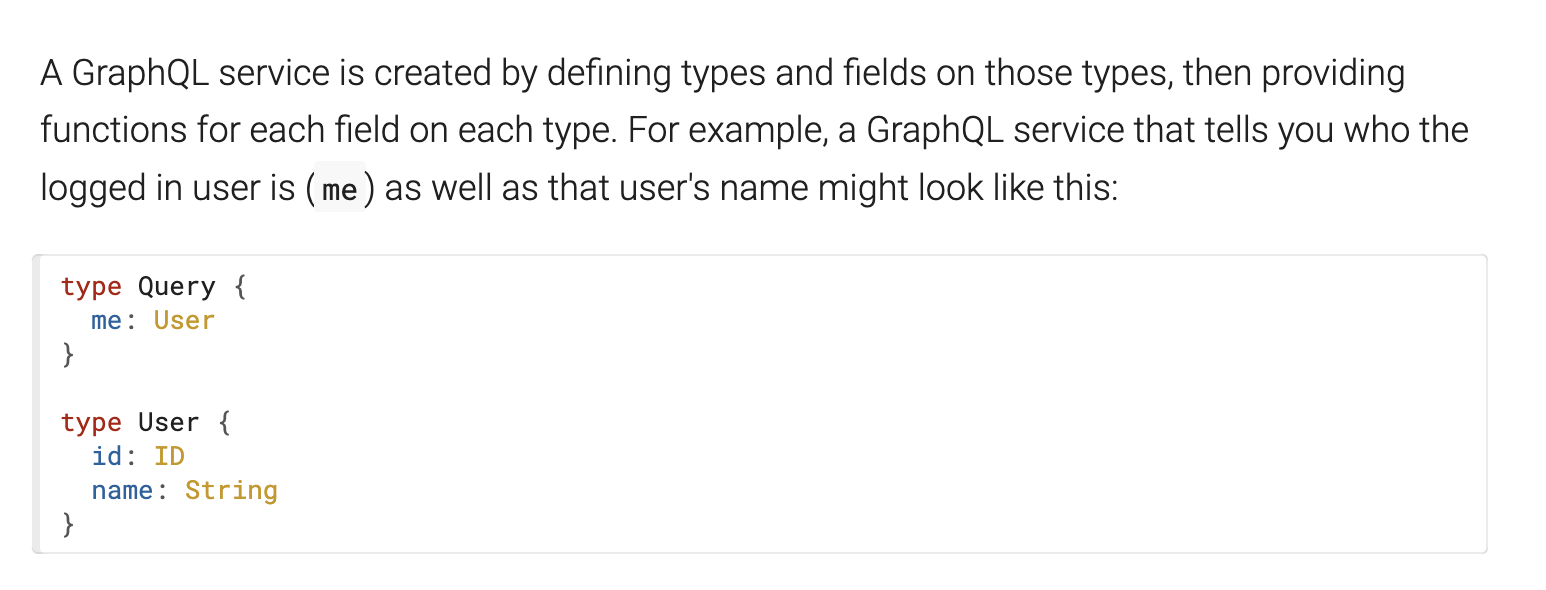 A GraphQL service is created by defining types and fields on those types, then providing
functions for each field on each type. For example, a GraphQL service that tells you who the
logged in user is (me) as well as that user's name might look like this:
type Query {
  me: User
}

type User {
  id: ID
  name: String
}